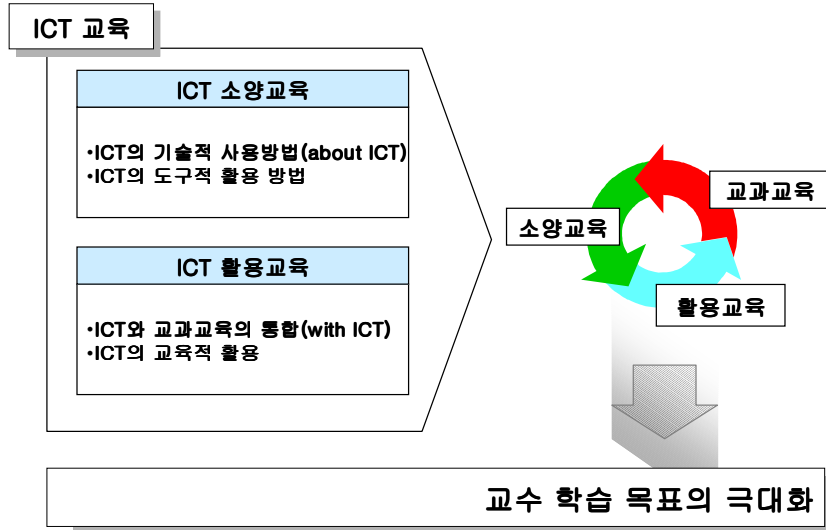 ICT 교육
ICT 소양교육
•ICT의 기술적 사용방법(about ICT)
•ICT의 도구적 활용 방법
ICT 활용교육
•ICT와 교과교육의 통합(with ICT)
•ICT의 교육적 활용
교과교육
소양교육
활용교육
교수 학습 목표의 극대화